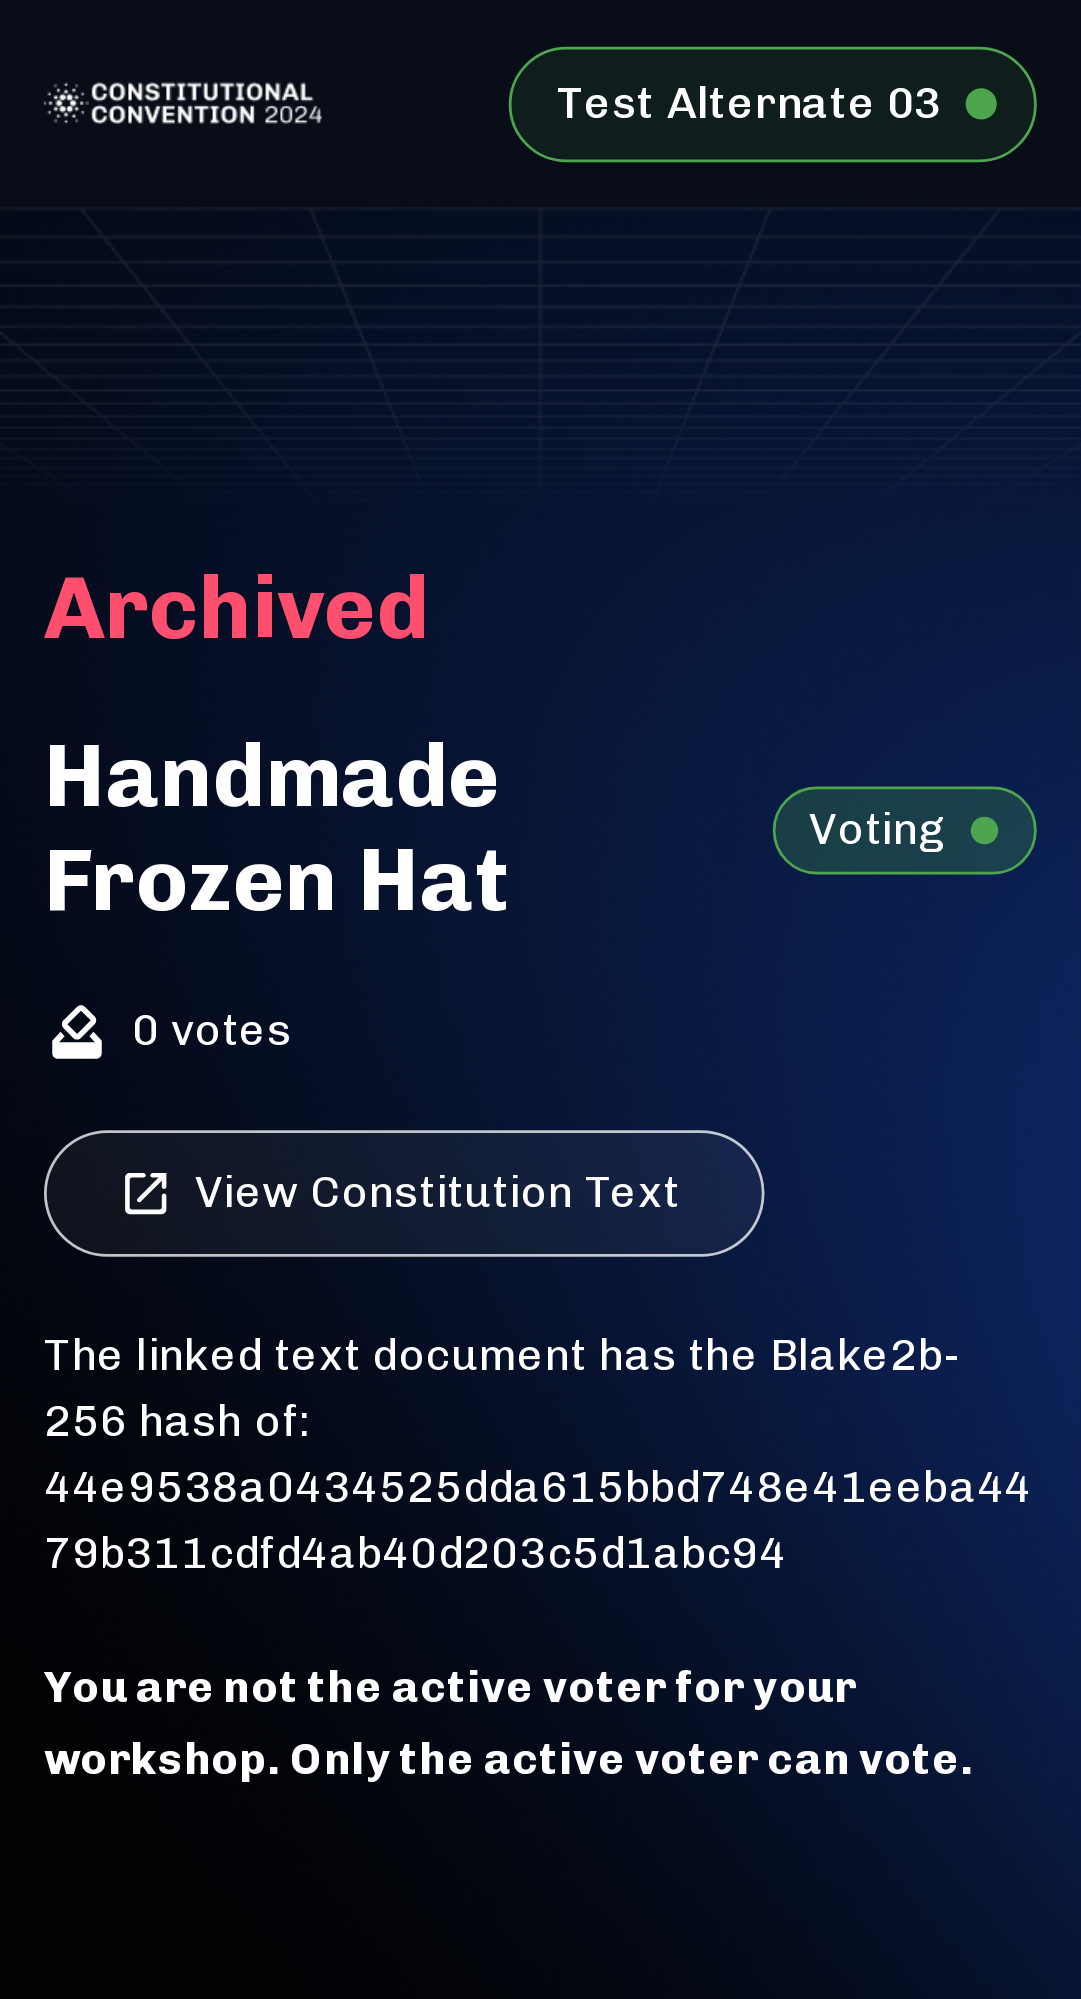 CONSTITUTIONAL
CONVENTION 2024
Test Alternate 03
Archived
Handmade
Frozen Hat
Voting
0 votes
View Constitution Text
The linked text document has the Blake2b-
256 hash of:
44e9538a0434525dda615bbd748e41eeba44
79b311cdfd4ab40d203c5d1abc94
You are not the active voter for your
workshop. Only the active voter can vote.